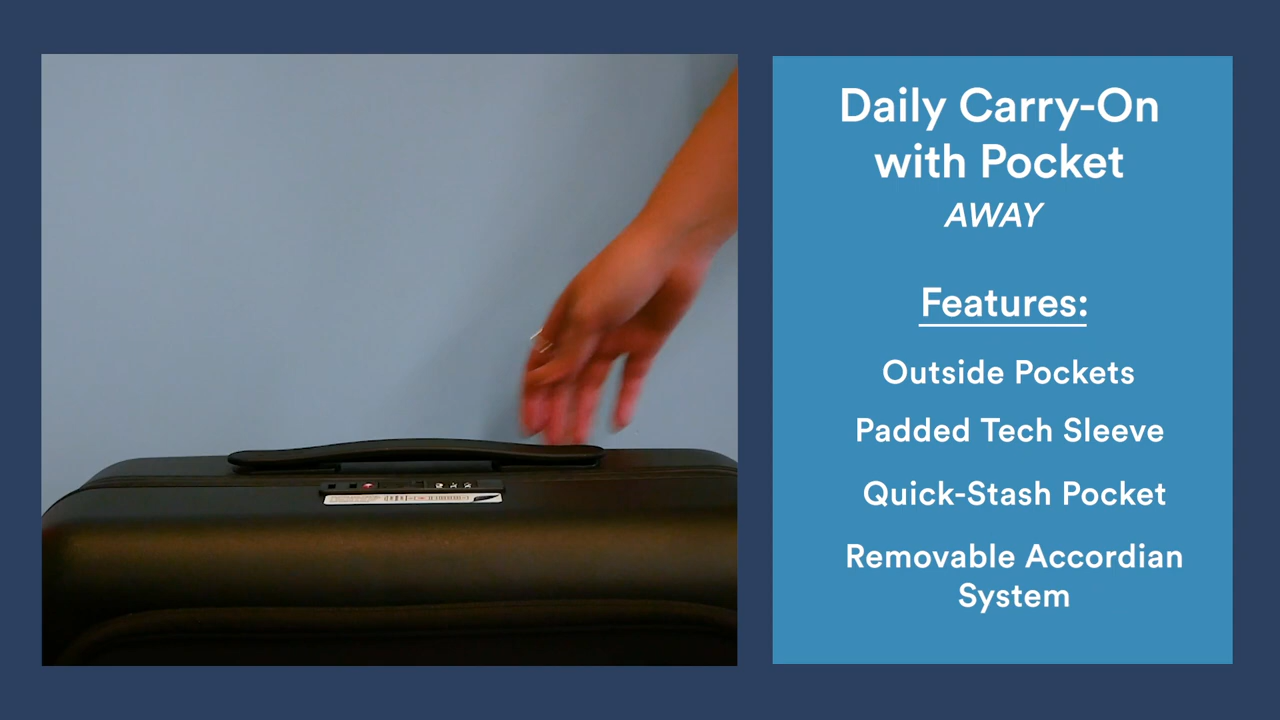 Daily Carry-On
with Pocket
AWAY
Features:
Outside Pockets
Padded Tech Sleeve
Quick-Stash Pocket
Removable Accordian
System